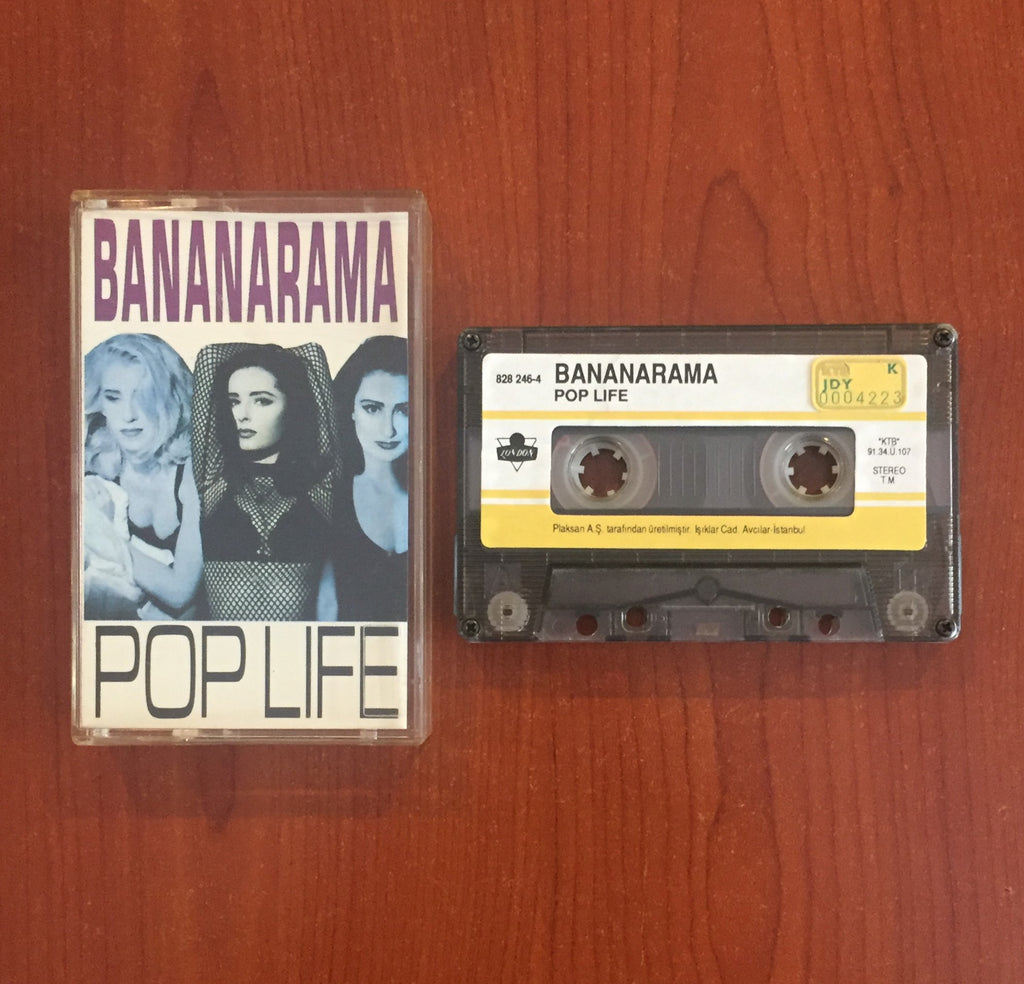 BANANARAMA
POP LIFE
828 246-4
BANANARAMA
POP LIFE
K
JDY
0004223
LONDON
"KTB"
91.34.Ü.107
STEREO
T.M
Plaksan A.Ş. tarafından üretilmiştir. Işıklar Cad. Avcılar-İstanbul
A